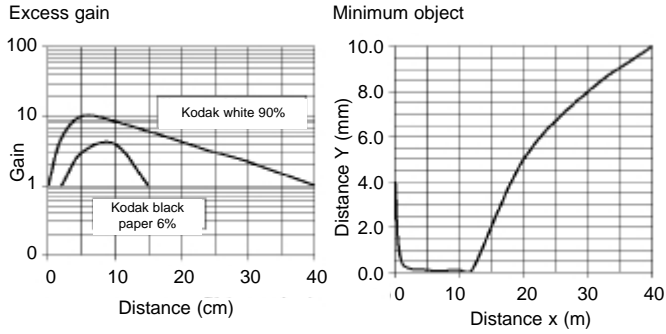 Excess gain
100
10
1
0
Gain
Kodak white 90%
Kodak black
paper 6%
0 10 20 30 40
Distance (cm)
Minimum object
10.0
8.0
6.0
4.0
2.0
0.0
Distance Y (mm)
0 10 20 30 40
Distance x (m)